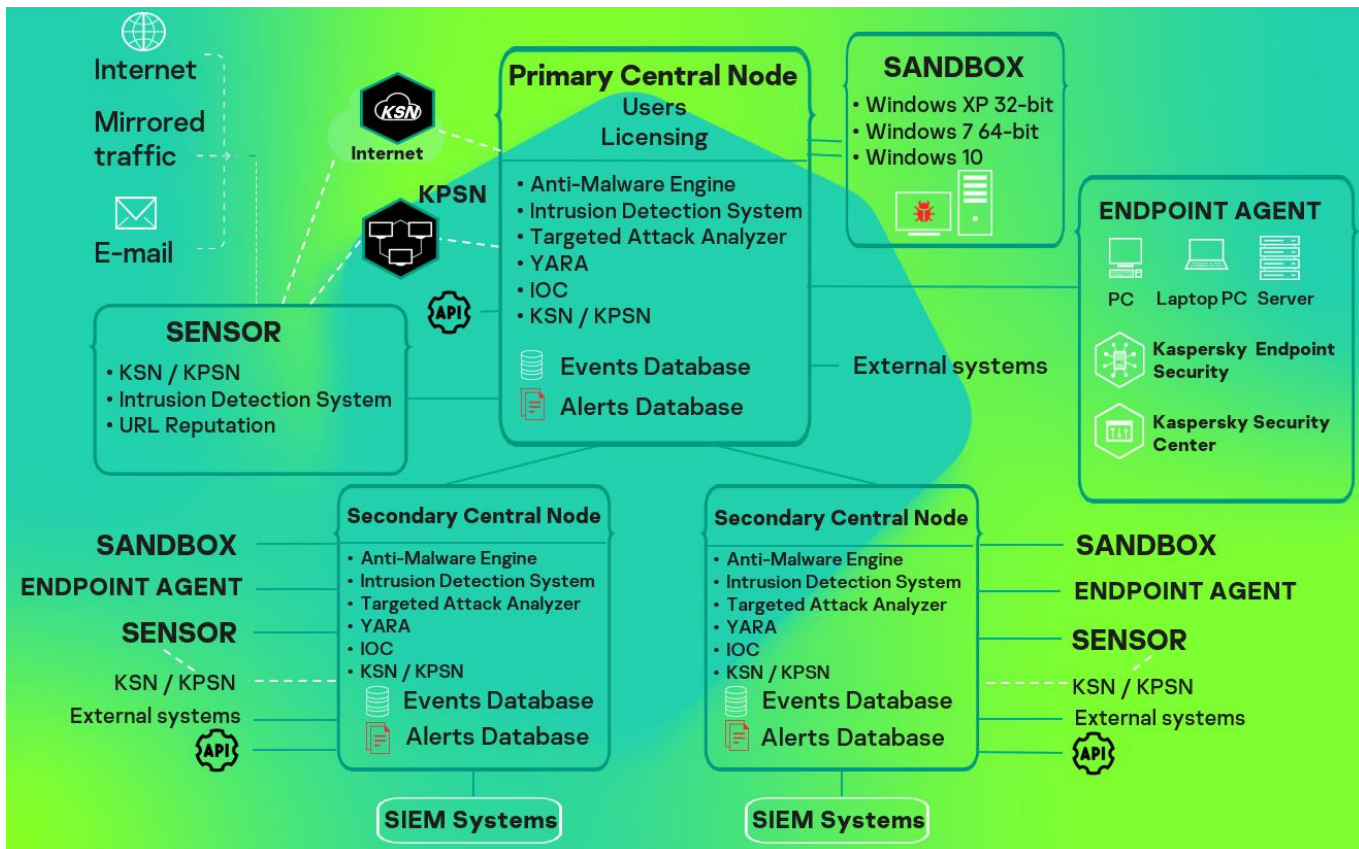 Internet
Mirrored
traffic
E-mail
KSN
Internet
KPSN
API
SENSOR
• KSN / KPSN
• Intrusion Detection System
• URL Reputation
Primary Central Node
Users
Licensing
• Anti-Malware Engine
• Intrusion Detection System
• Targeted Attack Analyzer
• YARA
• IOC
• KSN / KPSN
Events Database
Alerts Database
SANDBOX
• Windows XP 32-bit
• Windows 7 64-bit
• Windows 10
External systems
ENDPOINT AGENT
PC
Laptop PC
Server
Kaspersky Endpoint
Security
Kaspersky Security
Center
SANDBOX
ENDPOINT AGENT
SENSOR
KSN / KPSN
External systems
API
Secondary Central Node
• Anti-Malware Engine
• Intrusion Detection System
• Targeted Attack Analyzer
• YARA
• IOC
• KSN / KPSN
Events Database
Alerts Database
SIEM Systems
Secondary Central Node
• Anti-Malware Engine
• Intrusion Detection System
• Targeted Attack Analyzer
• YARA
• IOC
• KSN / KPSN
Events Database
Alerts Database
SIEM Systems
SANDBOX
ENDPOINT AGENT
SENSOR
KSN / KPSN
External systems
API